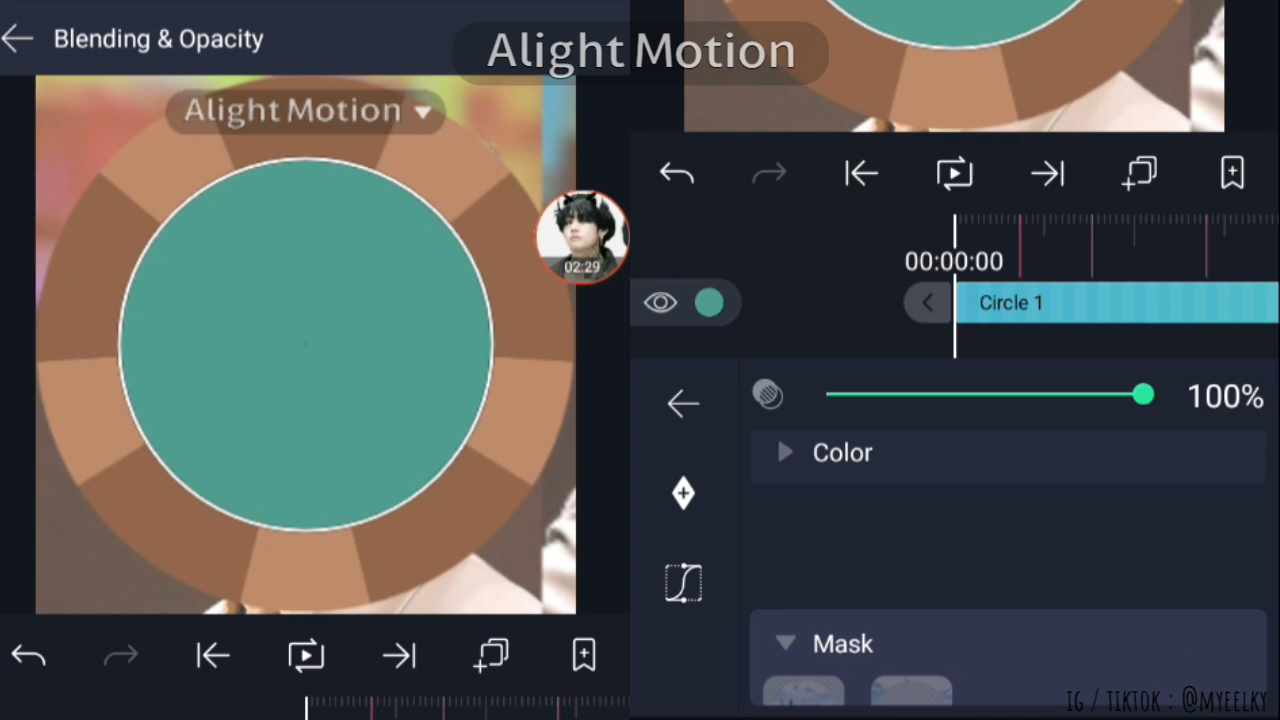 Blending & Opacity
Alight Motion
Alight Motion
02:29
00:00:00
Circle 1
100%
Color
Mask
IG / TIKTOK : @MYEELKY